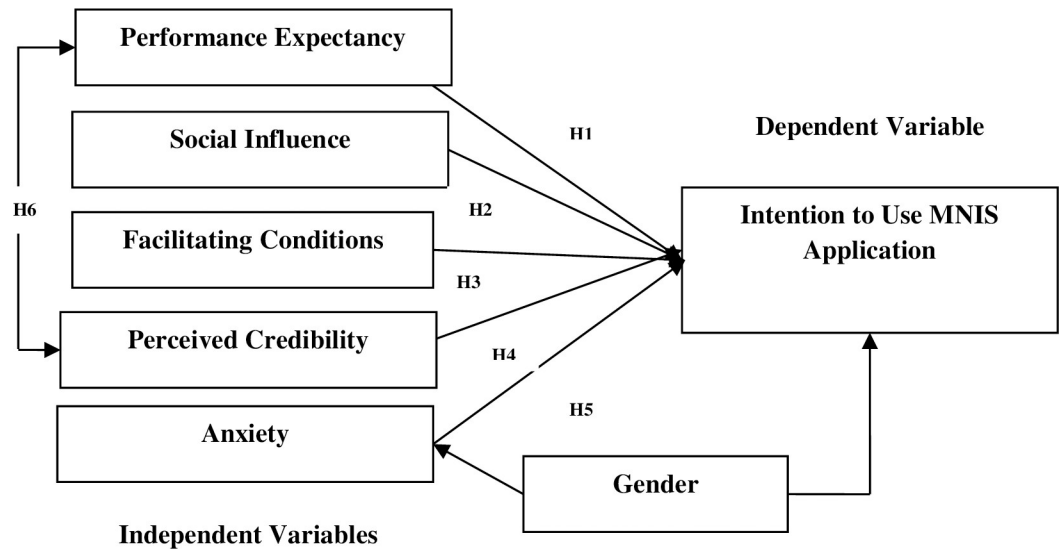 Performance Expectancy
Social Influence
H1
Dependent Variable
H6
H2
Intention to Use MNIS
Application
Facilitating Conditions
H3
Perceived Credibility
H4
Anxiety
H5
Gender
Independent Variables